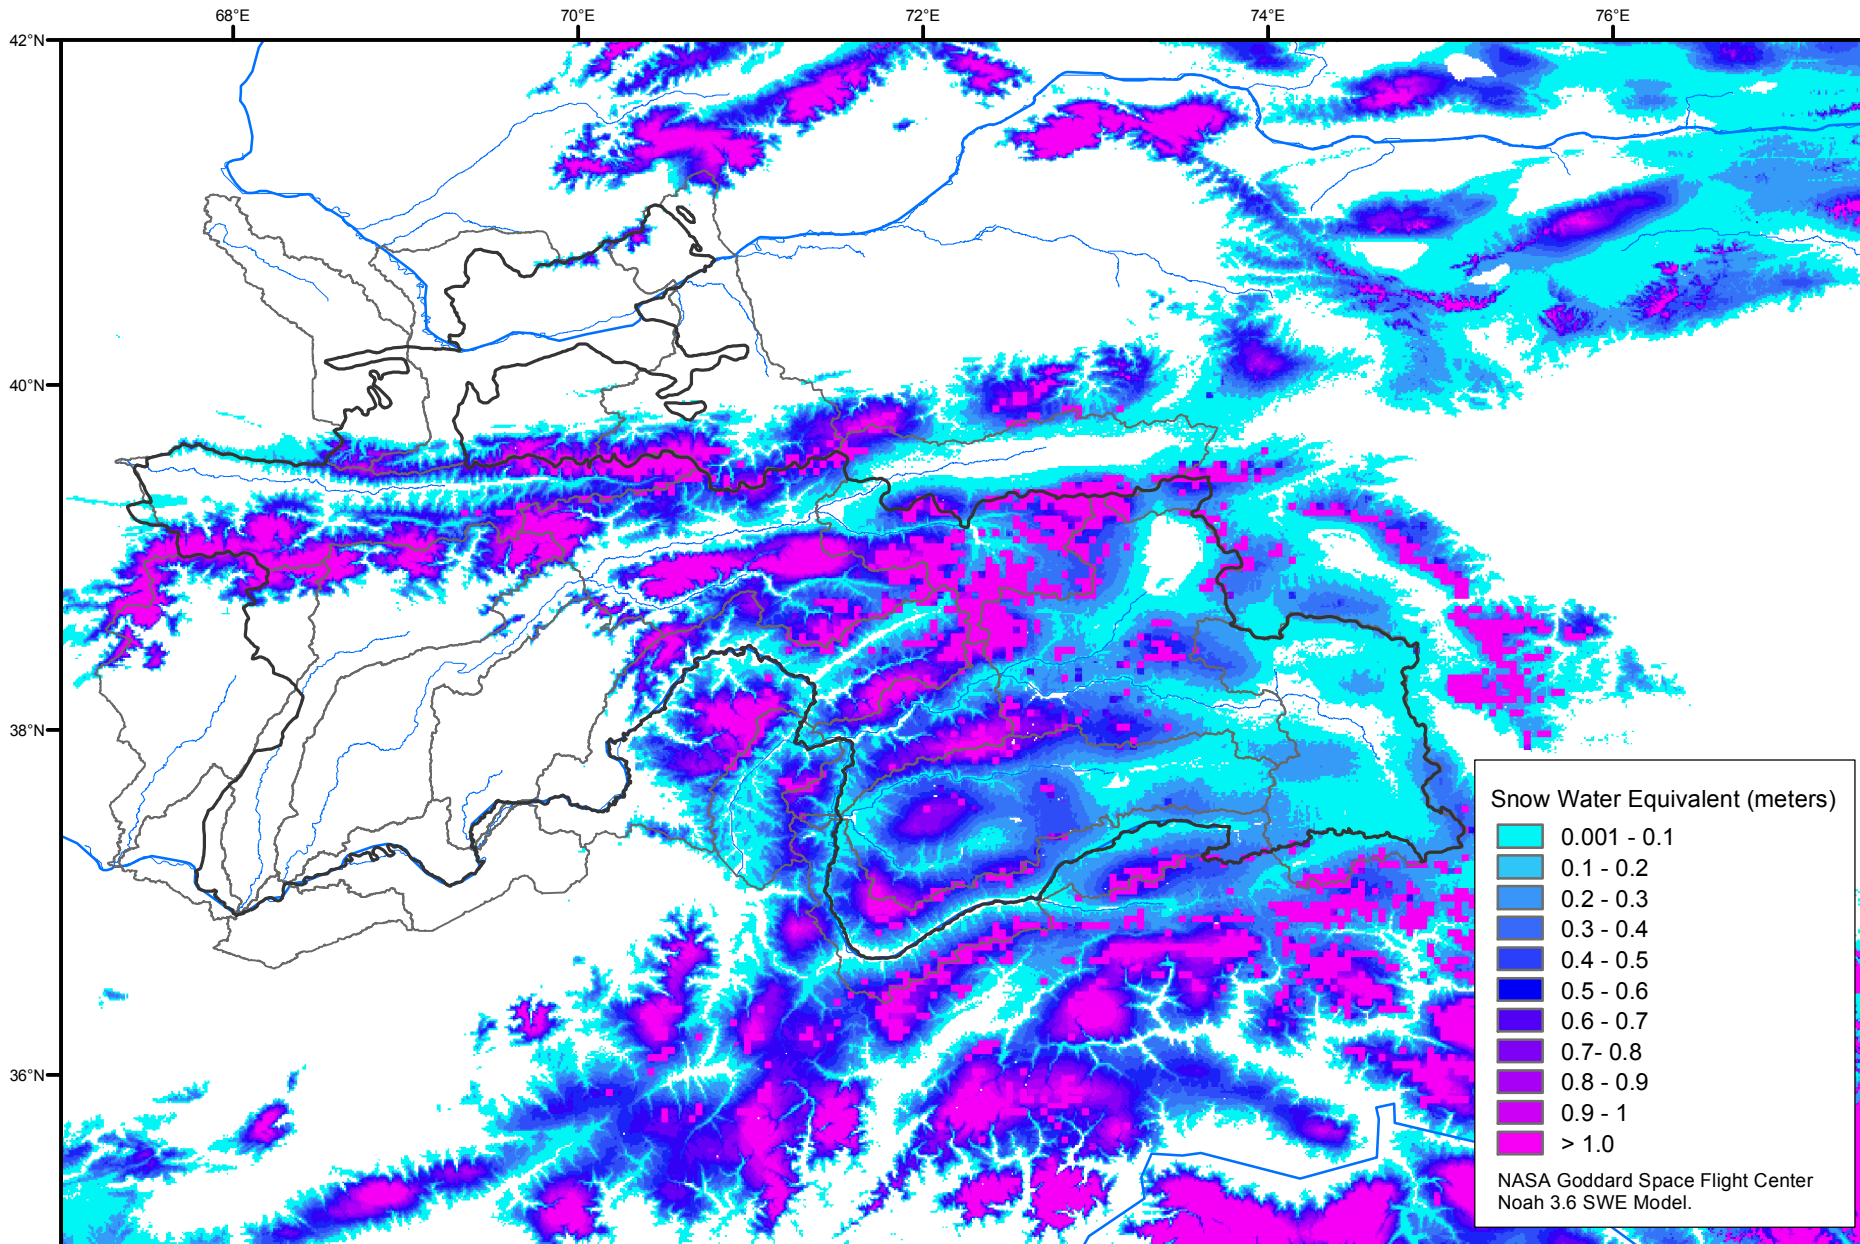 68°E 70°E 72°E 74°E 76°E
42°N
40°N
38°N
36°N
Snow Water Equivalent (meters)
0.001 - 0.1
0.1 - 0.2
0.2 - 0.3
0.3 - 0.4
0.4 - 0.5
0.5 - 0.6
0.6 - 0.7
0.7- 0.8
0.8 - 0.9
0.9 - 1
> 1.0
NASA Goddard Space Flight Center
Noah 3.6 SWE Model.